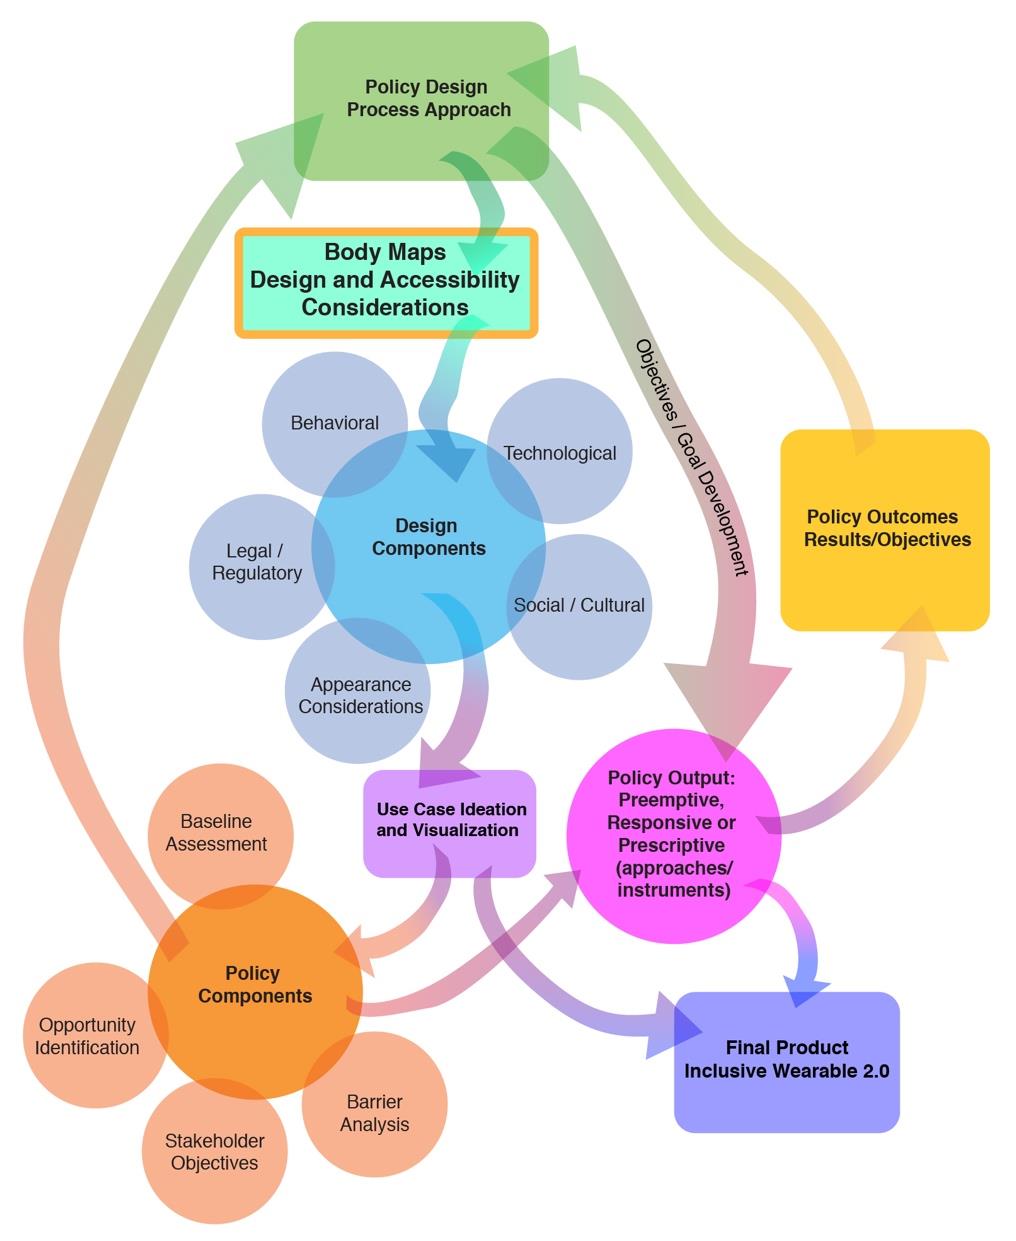 Policy Design
Process Approach
Body Maps
Design and Accessibility
Considerations
Objectives / Goal Development
Behavioral
Technological
Design
Components
Legal /
Regulatory
Social / Cultural
Appearance
Considerations
Policy Outcomes
Results/Objectives
Use Case Ideation
and Visualization
Policy Output:
Preemptive,
Responsive or
Prescriptive
(approaches/
instruments)
Baseline
Assessment
Policy
Components
Opportunity
Identification
Barrier
Analysis
Stakeholder
Objectives
Final Product
Inclusive Wearable 2.0